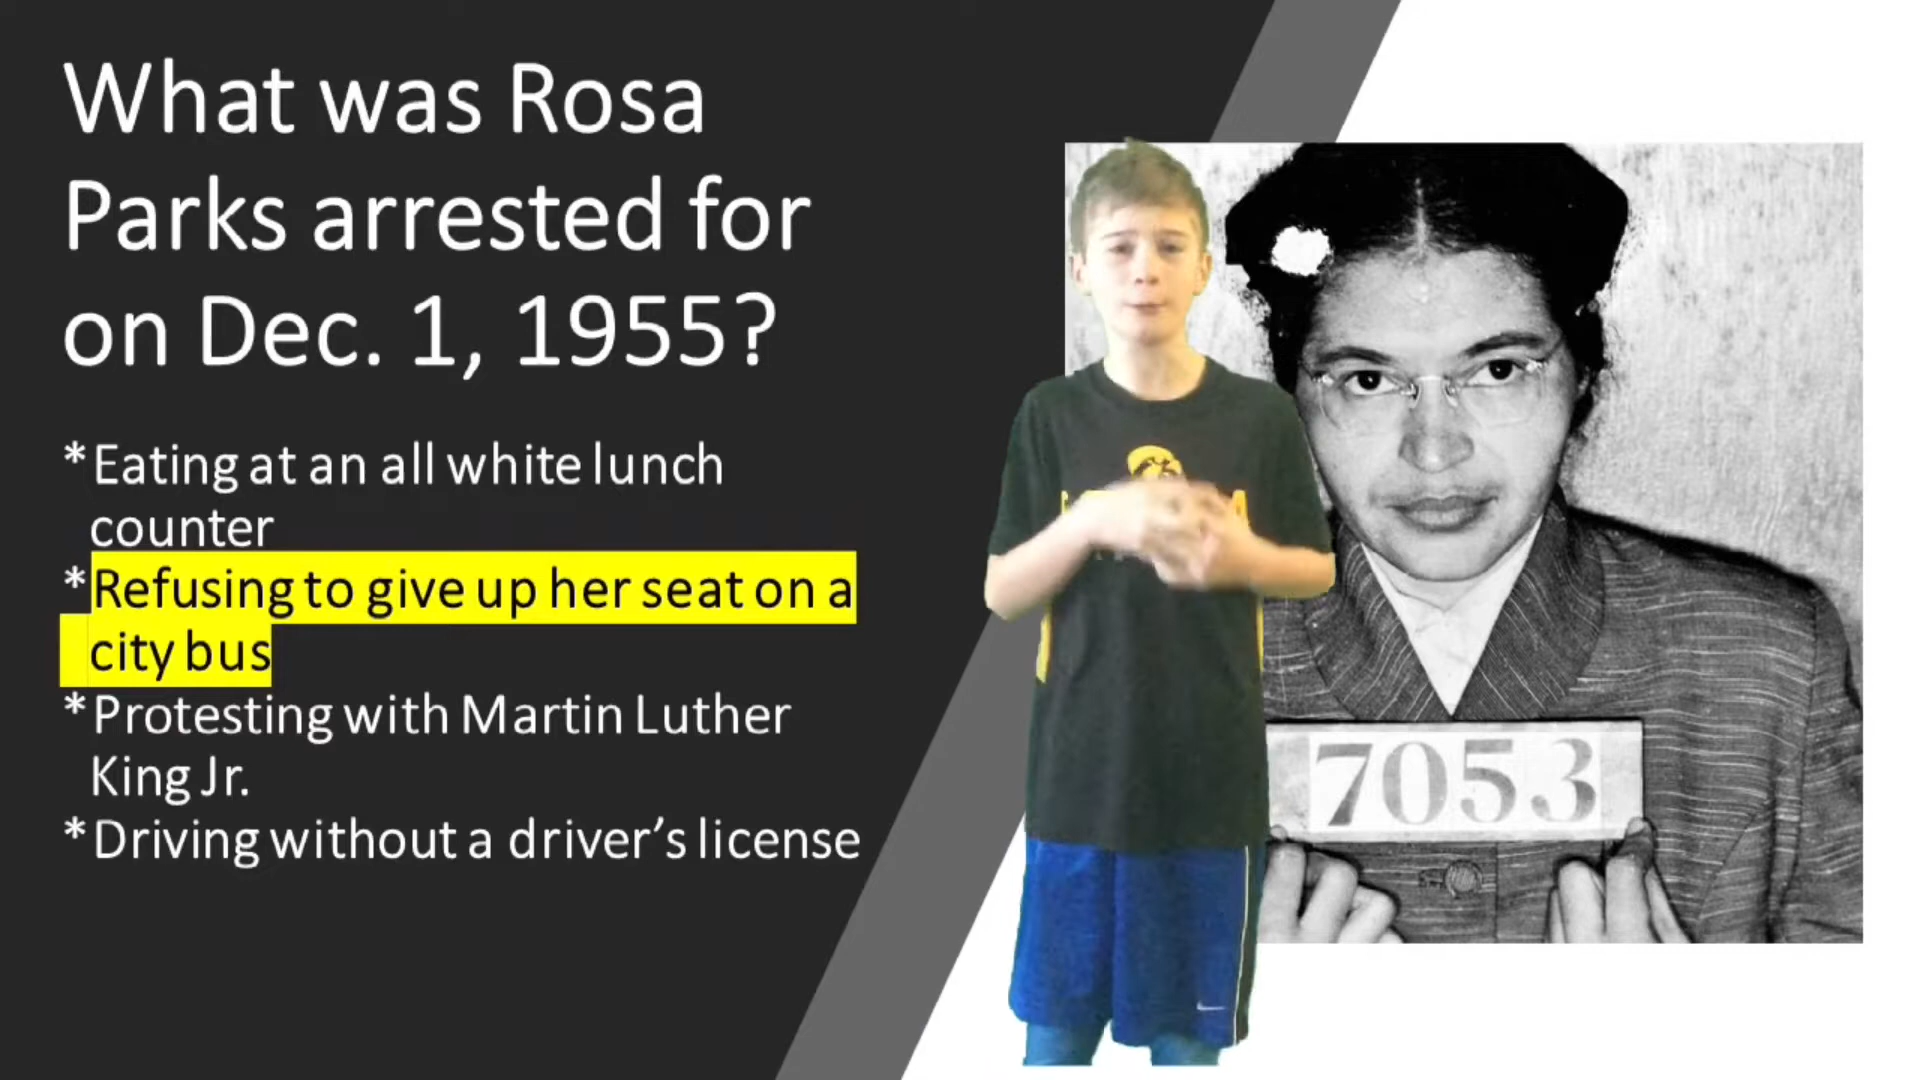 What was Rosa
Parks arrested for
on Dec. 1, 1955?
*Eating at an all white lunch
counter
*Refusing to give up her seat on a
city bus
*Protesting with Martin Luther
King Jr.
*Driving without a driver's license
7053